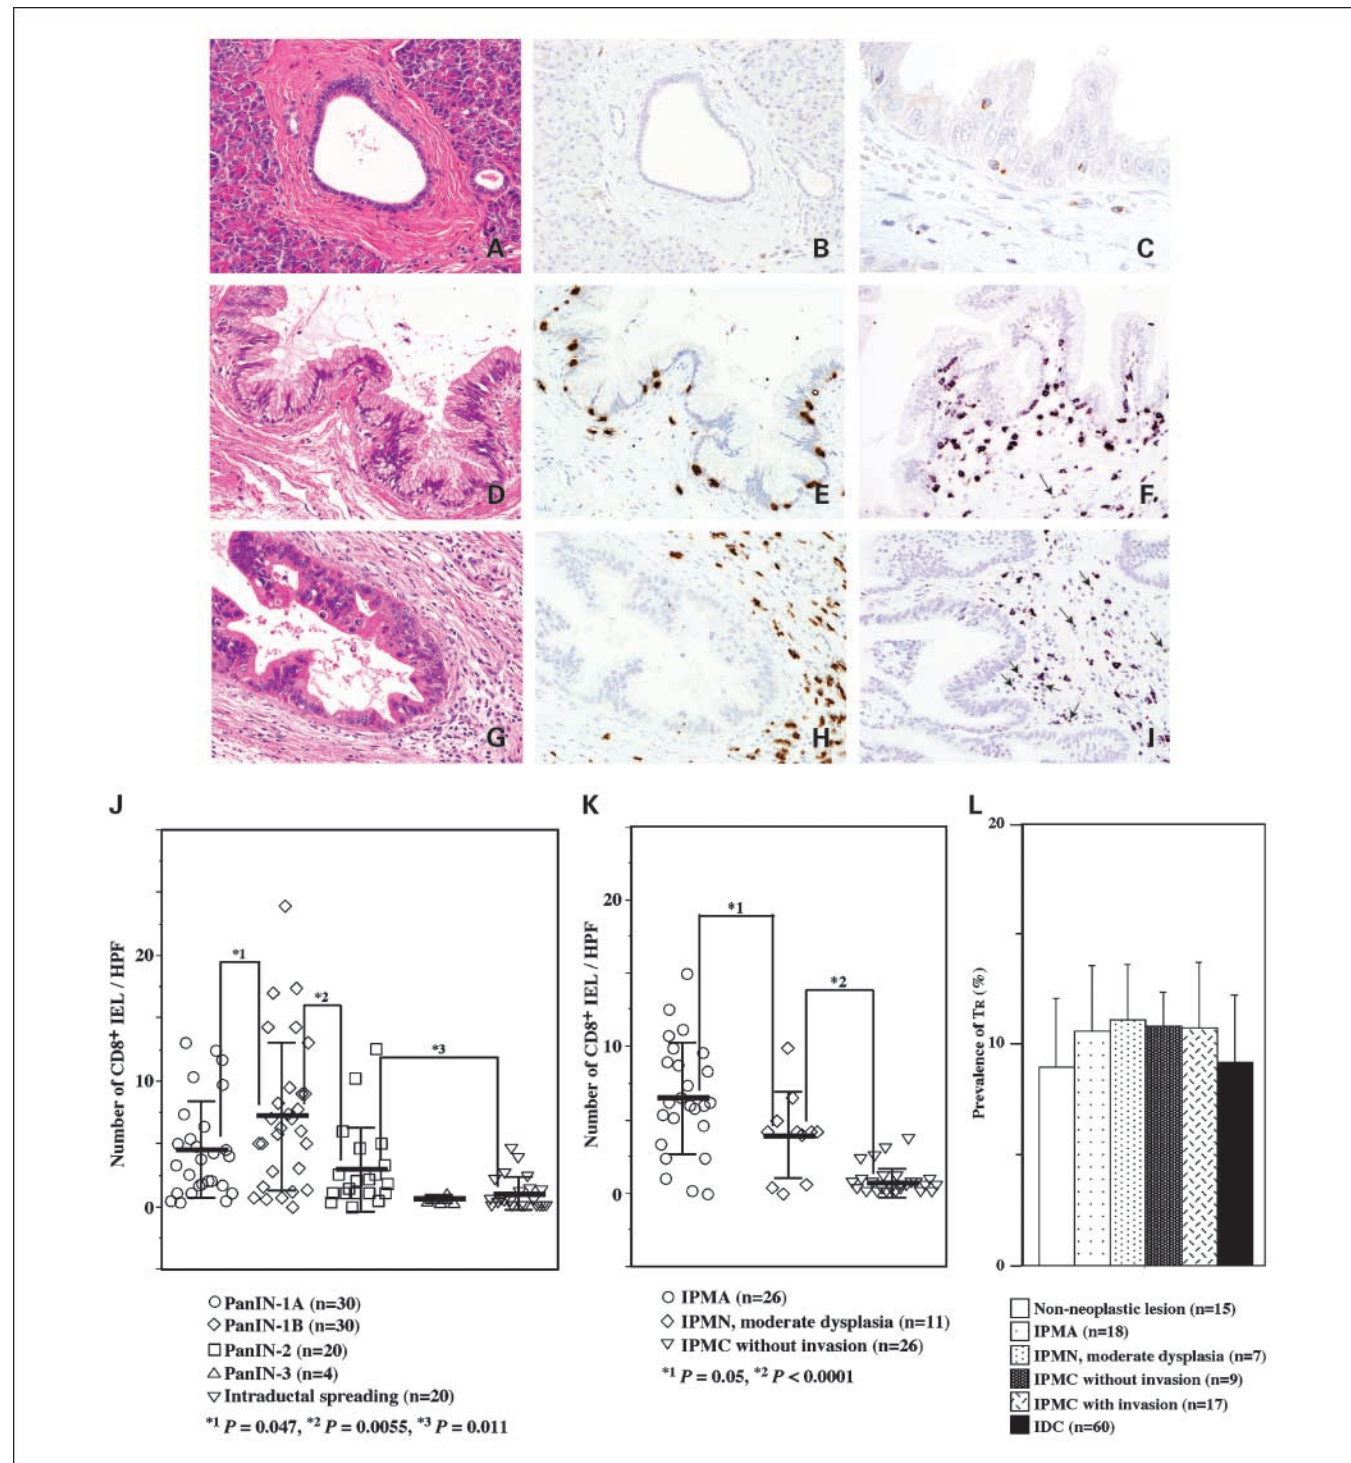 A
B
C
D
E
F
G
H
I
J
K
L
Number of CD8+ IEL / HPF
20
10
0
*1
*2
*3
PanIN-1A (n=30)
PanIN-1B (n=30)
PanIN-2 (n=20)
PanIN-3 (n=4)
Intraductal spreading (n=20)
*1 P = 0.047, *2 P = 0.0055, *3 P = 0.011
Number of CD8+ IEL / HPF
20
10
0
*1
*2
IPMA (n=26)
IPMN, moderate dysplasia (n=11)
IPMC without invasion (n=26)
*1 P = 0.05, *2 P < 0.0001
Prevalence of TR (%)
20
10
0
Non-neoplastic lesion (n=15)
IPMA (n=18)
IPMN, moderate dysplasia (n=7)
IPMC without invasion (n=9)
IPMC with invasion (n=17)
IDC (n=60)